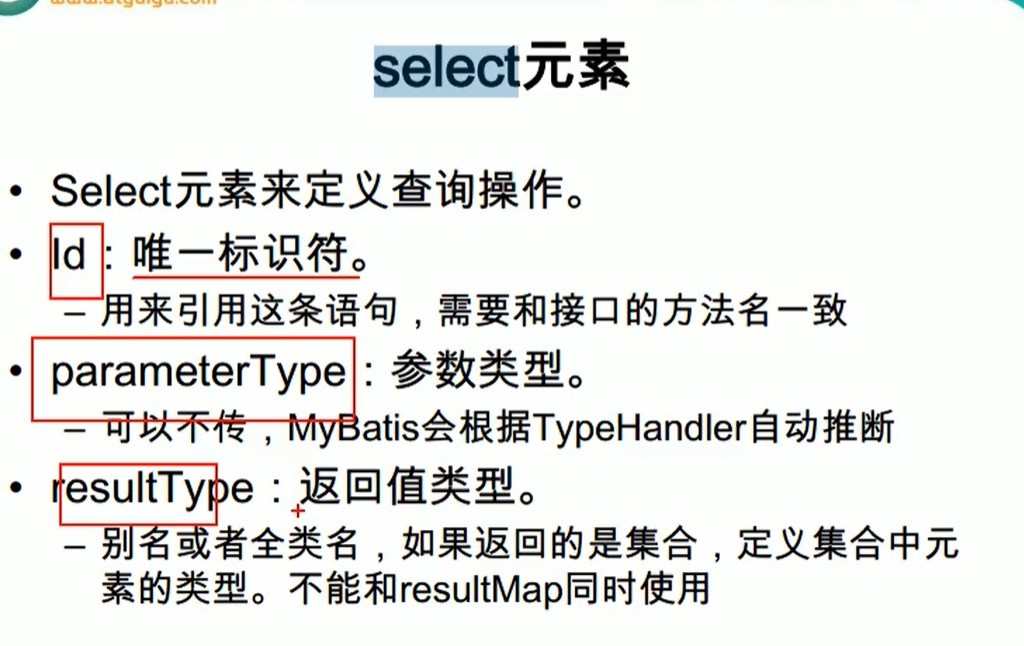 www.atguigu.com
select元素
• Select元素来定义查询操作。
• Id：唯一标识符。
– 用来引用这条语句，需要和接口的方法名一致
• parameterType：参数类型。
– 可以不传，MyBatis会根据TypeHandler自动推断
• resultType：返回值类型。
– 别名或者全类名，如果返回的是集合，定义集合中元
素的类型。不能和resultMap同时使用